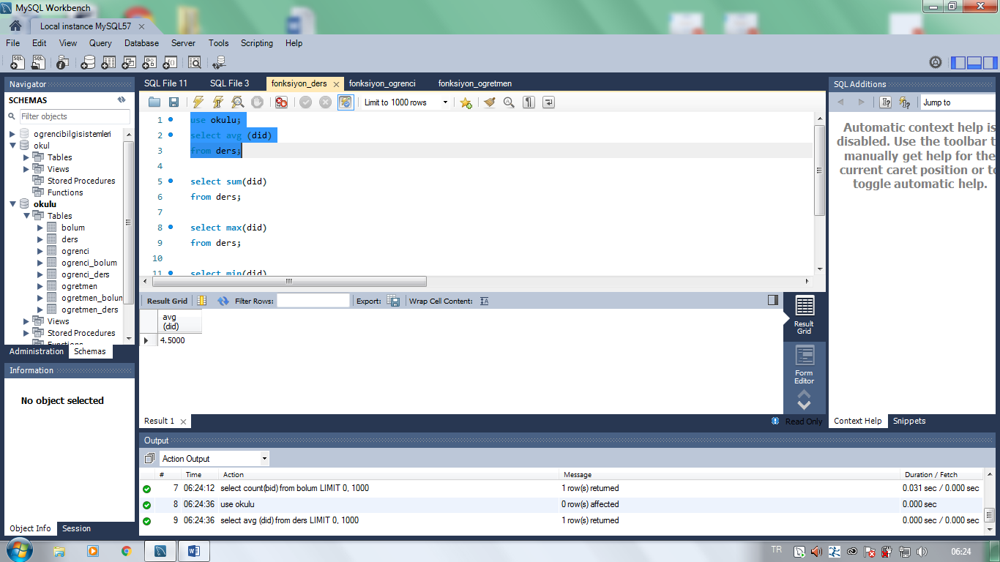 MySQL Workbench
Local instance MySQL57
File Edit View Query Database Server Tools Scripting Help
Navigator
SCHEMAS
Filter objects
ogrencibilgisistemleri
okul
Tables
Views
Stored Procedures
Functions
okulu
Tables
bolum
ders
ogrenci
ogrenci_bolum
ogrenci_ders
ogretmen
ogretmen_bolun
ogretmen_ders
Views
Stored Procedures
Functions
Administration Schemas
Information
No object selected
Object Info Session
SQL File 11 SQL File 3 fonksiyon_ders fonksiyon_ogrenci fonksiyon_ogretmen
Limit to 1000 rows
1 use okulu;
2 select avg (did)
3 from ders;
4
5 select sum(did)
6 from ders;
7
8 select max(did)
9 from ders;
10
11 select min(did)
Result Grid Filter Rows: Export: Wrap Cell Content:
avg
(did)
4.5000
Result
Grid
Form
Editor
Result 1
Read Only
SQL Additions
Jump to
Automatic context help is
disabled. Use the toolbar t
manually get help for the
current caret position or to
toggle automatic help.
Context Help Snippets
Output
Action Output
# Time Action Message Duration / Fetch
7 06:24:12 select count(bid) from bolum LIMIT 0, 1000 1 row(s) returned 0.031 sec / 0.000 sec
8 06:24:36 use okulu 0 row(s) affected 0.000 sec
9 06:24:36 select avg (did) from ders LIMIT 0, 1000 1 row(s) returned 0.000 sec / 0.000 sec
TR
06:24